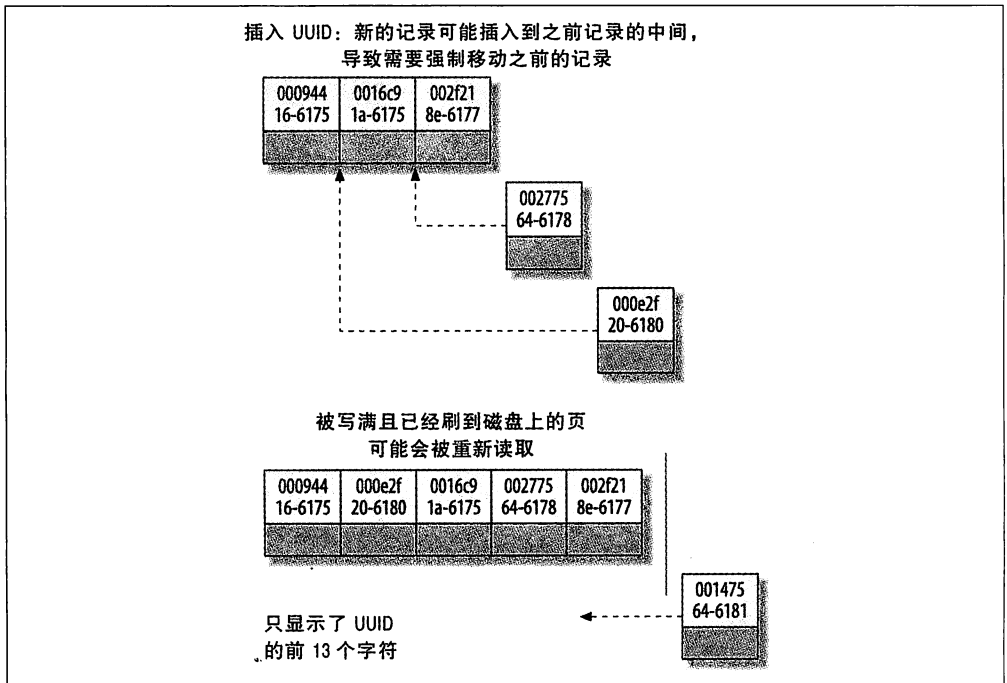 插入 UUID：新的记录可能插入到之前记录的中间，
导致需要强制移动之前的记录
000944 0016c9 002f21
16-6175 1a-6175 8e-6177
002775
64-6178
000e2f
20-6180
被写满且已经刷到磁盘上的页
可能会被重新读取
000944 000e2f 0016c9 002775 002f21
16-6175 20-6180 1a-6175 64-6178 8e-6177
001475
64-6181
只显示了 UUID
的前 13 个字符